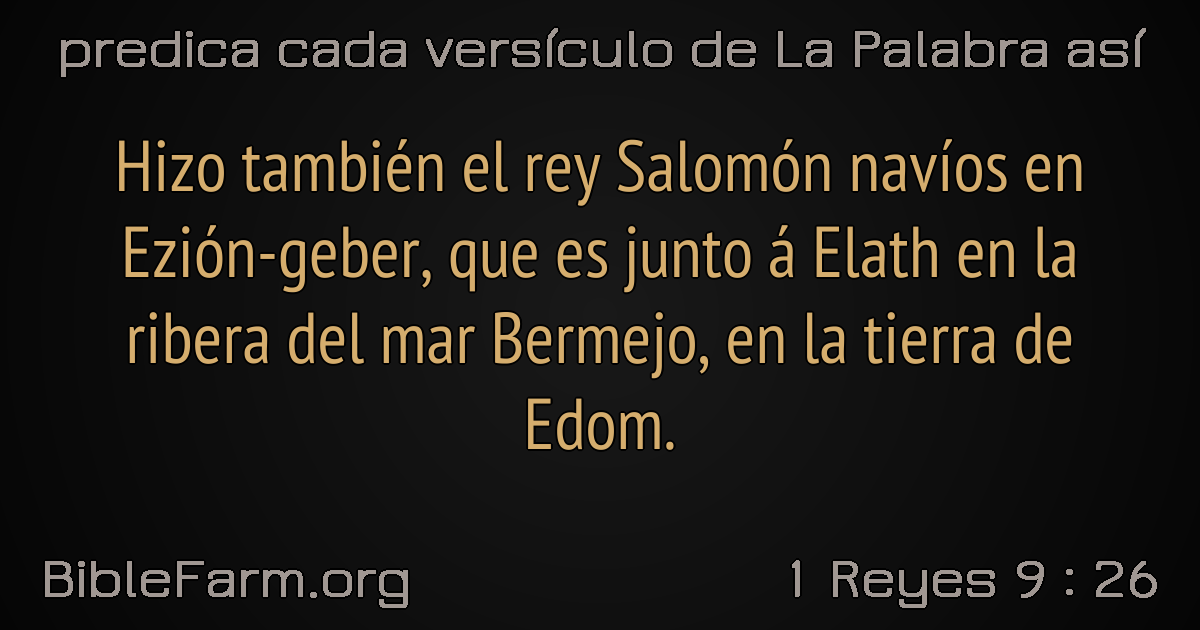 predica cada versículo de La Palabra así
Hizo también el rey Salomón navíos en
Ezión-geber, que es junto á Elath en la
ribera del mar Bermejo, en la tierra de
Edom.
BibleFarm.org
1 Reyes 9 : 26